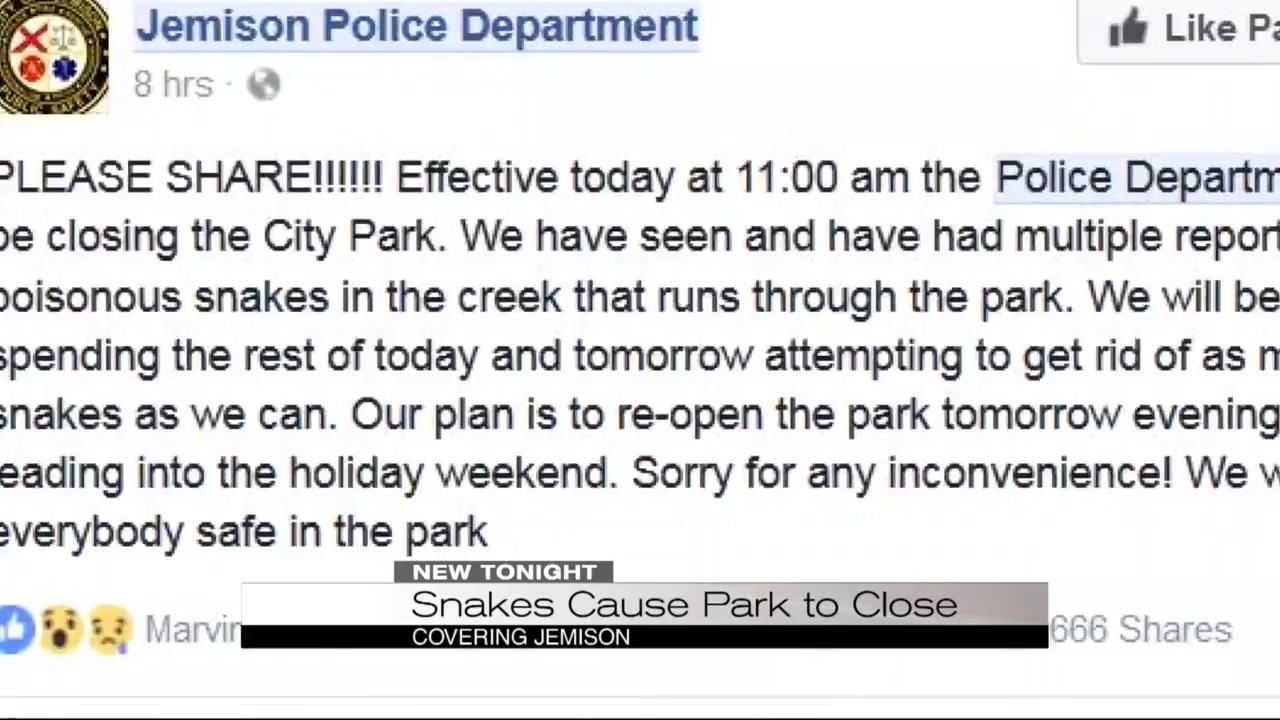 Jemison Police Department
Like Pa
8 hrs ·
PLEASE SHARE!!!!!! Effective today at 11:00 am the Police Departm
be closing the City Park. We have seen and have had multiple report
poisonous snakes in the creek that runs through the park. We will be
spending the rest of today and tomorrow attempting to get rid of as m
snakes as we can. Our plan is to re-open the park tomorrow evening
leading into the holiday weekend. Sorry for any inconvenience! We w
everybody safe in the park
NEW TONIGHT
Snakes Cause Park to Close
COVERING JEMISON
Marvin
666 Shares